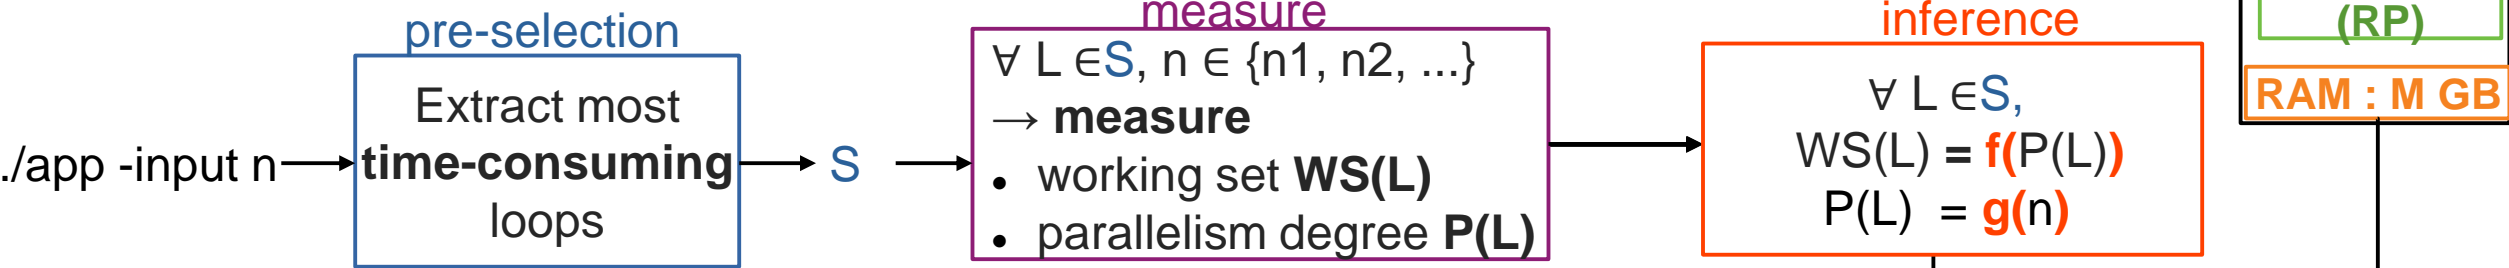 ./app -input n
pre-selection
Extract most
time-consuming
loops
S
measure
∀ L ∈S, n ∈ {n1, n2, ...}
→ measure
• working set WS(L)
• parallelism degree P(L)
inference
∀ L ∈S,
WS(L) = f(P(L))
P(L) = g(n)
(RP)
RAM : M GB